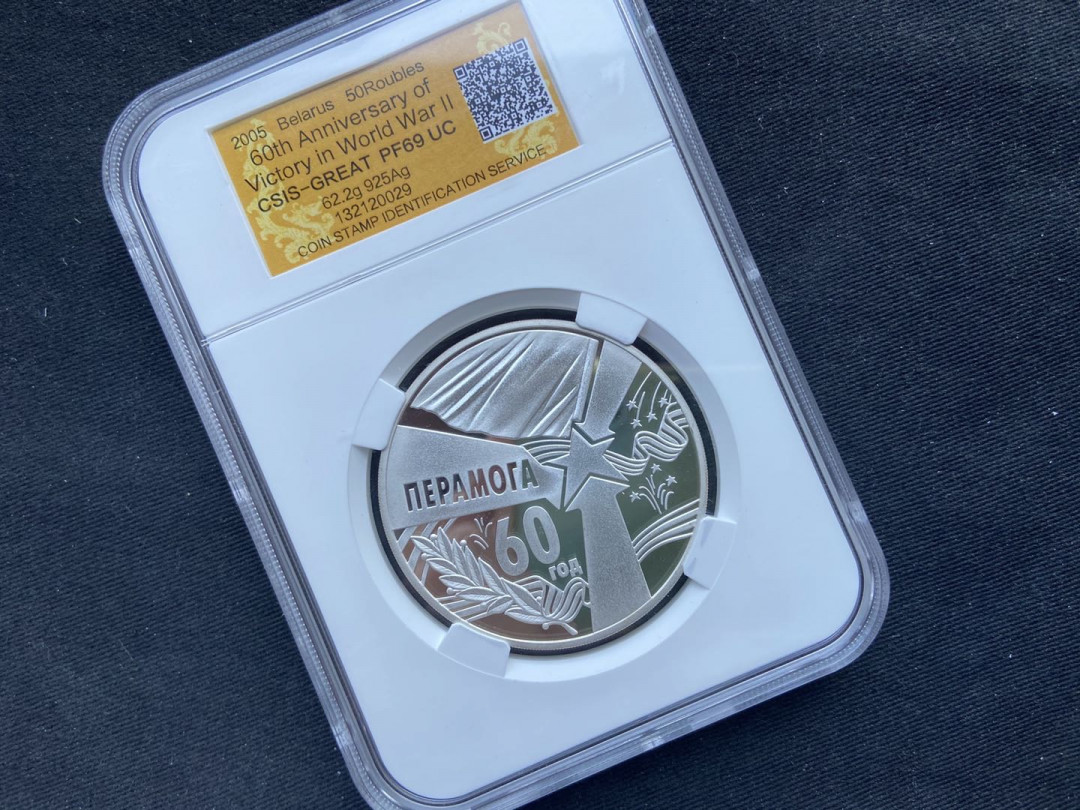 2005 Belarus 50Roubles
60th Anniversary of
Victory in World War II
CSIS-GREAT PF69 UC
62.2g 925Ag
132120029
COIN STAMP IDENTIFICATION SERVICE
ПЕРАМОГА
60
год